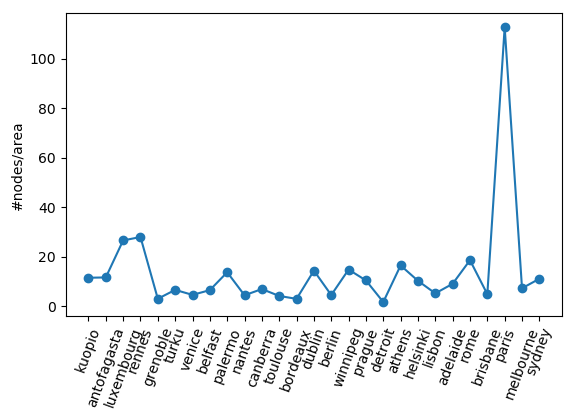 100
80
60
40
20
0
#nodes/area
kuopio
antofagasta
luxembourg
rennes
grenoble
turku
venice
belfast
palermo
nantes
canberra
toulouse
bordeaux
dublin
berlin
winnipeg
prague
detroit
athens
helsinki
lisbon
adelaide
rome
brisbane
paris
melbourne
sydney